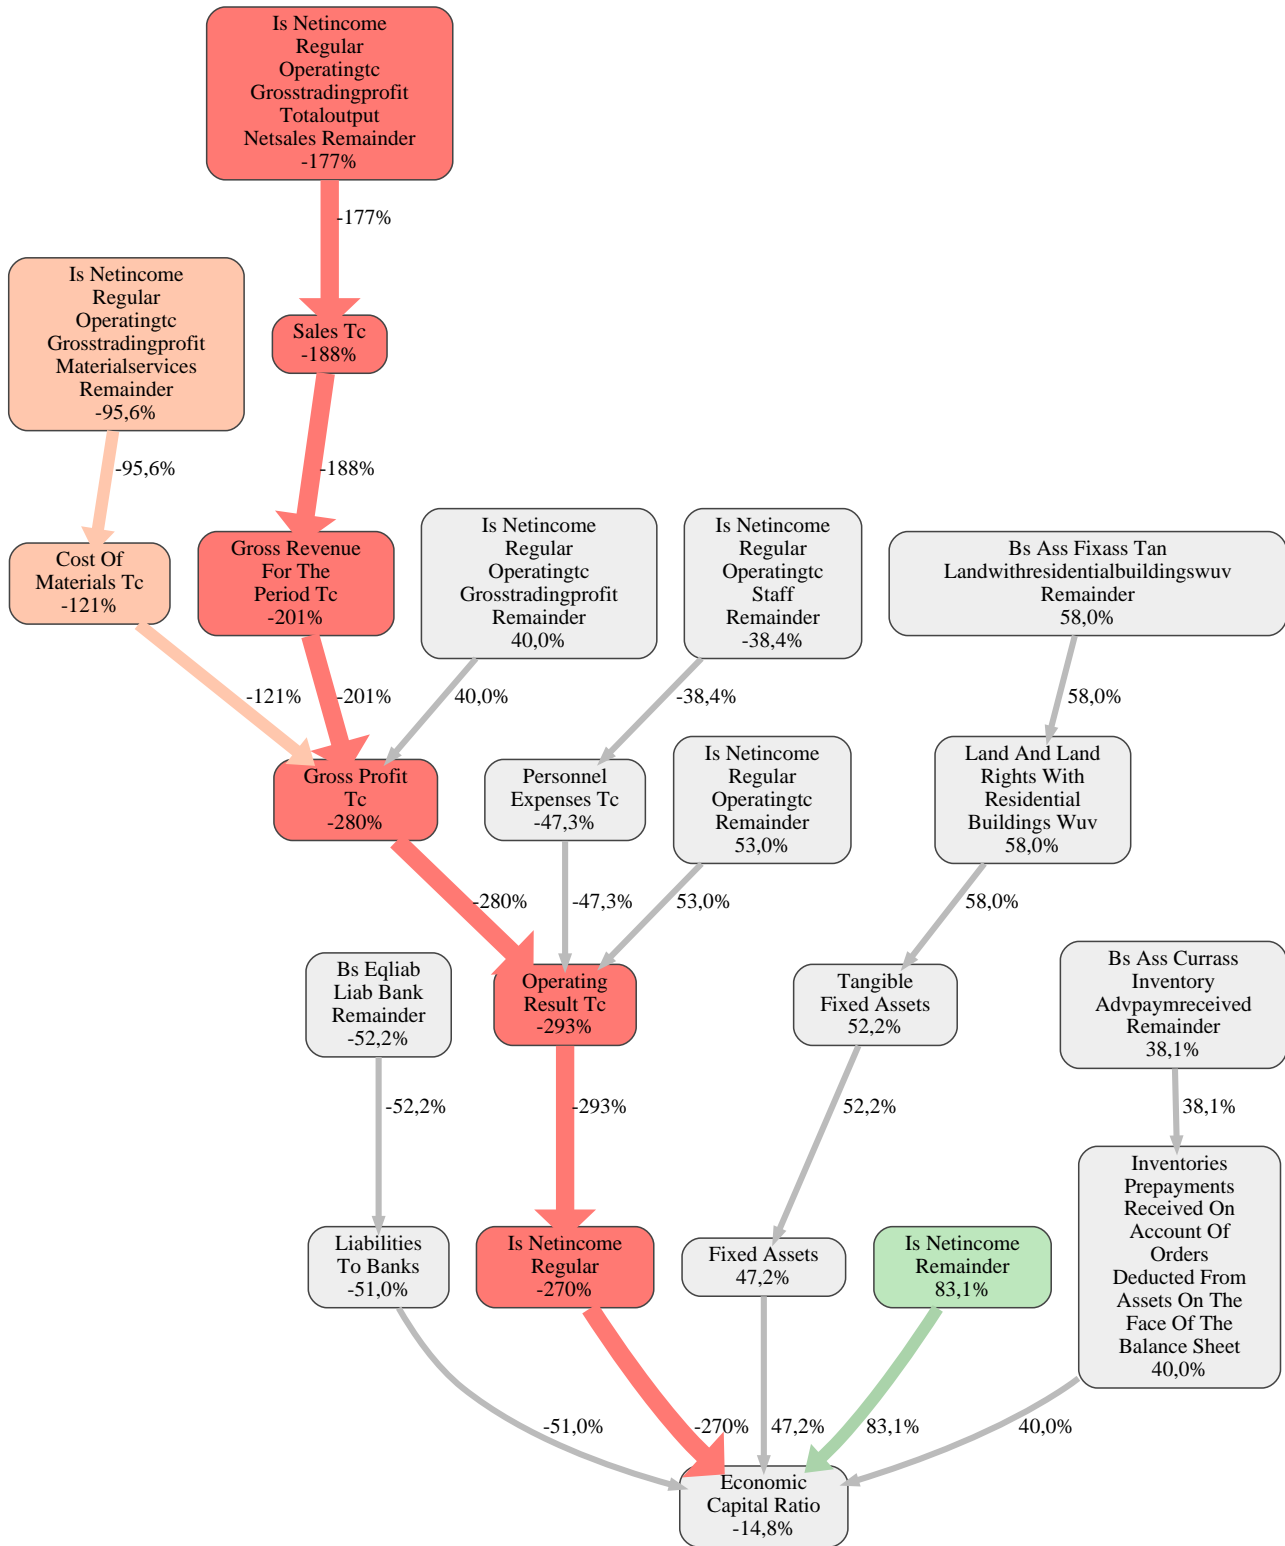 Is Netincome
Regular
Operatingtc
Grosstradingprofit
Totaloutput
Netsales Remainder
-177%
-177%
Is Netincome
Regular
Operatingtc
Grosstradingprofit
Materialservices
Remainder
-95,6%
Sales Tc
-188%
-95,6%
-188%
Cost Of
Materials Tc
-121%
Gross Revenue
For The
Period Tc
-201%
Is Netincome
Regular
Operatingtc
Grosstradingprofit
Remainder
40,0%
Is Netincome
Regular
Operatingtc
Staff
Remainder
-38,4%
Bs Ass Fixass Tan
Landwithresidentialbuildingswuv
Remainder
58,0%
-121%
-201%
40,0%
-38,4%
58,0%
Gross Profit
Tc
-280%
Personnel
Expenses Tc
-47,3%
Is Netincome
Regular
Operatingtc
Remainder
53,0%
Land And Land
Rights With
Residential
Buildings Wuv
58,0%
-280%
-47,3%
53,0%
58,0%
Bs Eqliab
Liab Bank
Remainder
-52,2%
Operating
Result Tc
-293%
Tangible
Fixed Assets
52,2%
Bs Ass Currass
Inventory
Advpaymreceived
Remainder
38,1%
-52,2%
-293%
52,2%
38,1%
Liabilities
To Banks
-51,0%
Is Netincome
Regular
-270%
Fixed Assets
47,2%
Is Netincome
Remainder
83,1%
Inventories
Prepayments
Received On
Account Of
Orders
Deducted From
Assets On The
Face Of The
Balance Sheet
40,0%
-51,0%
-270%
47,2%
83,1%
40,0%
Economic
Capital Ratio
-14,8%